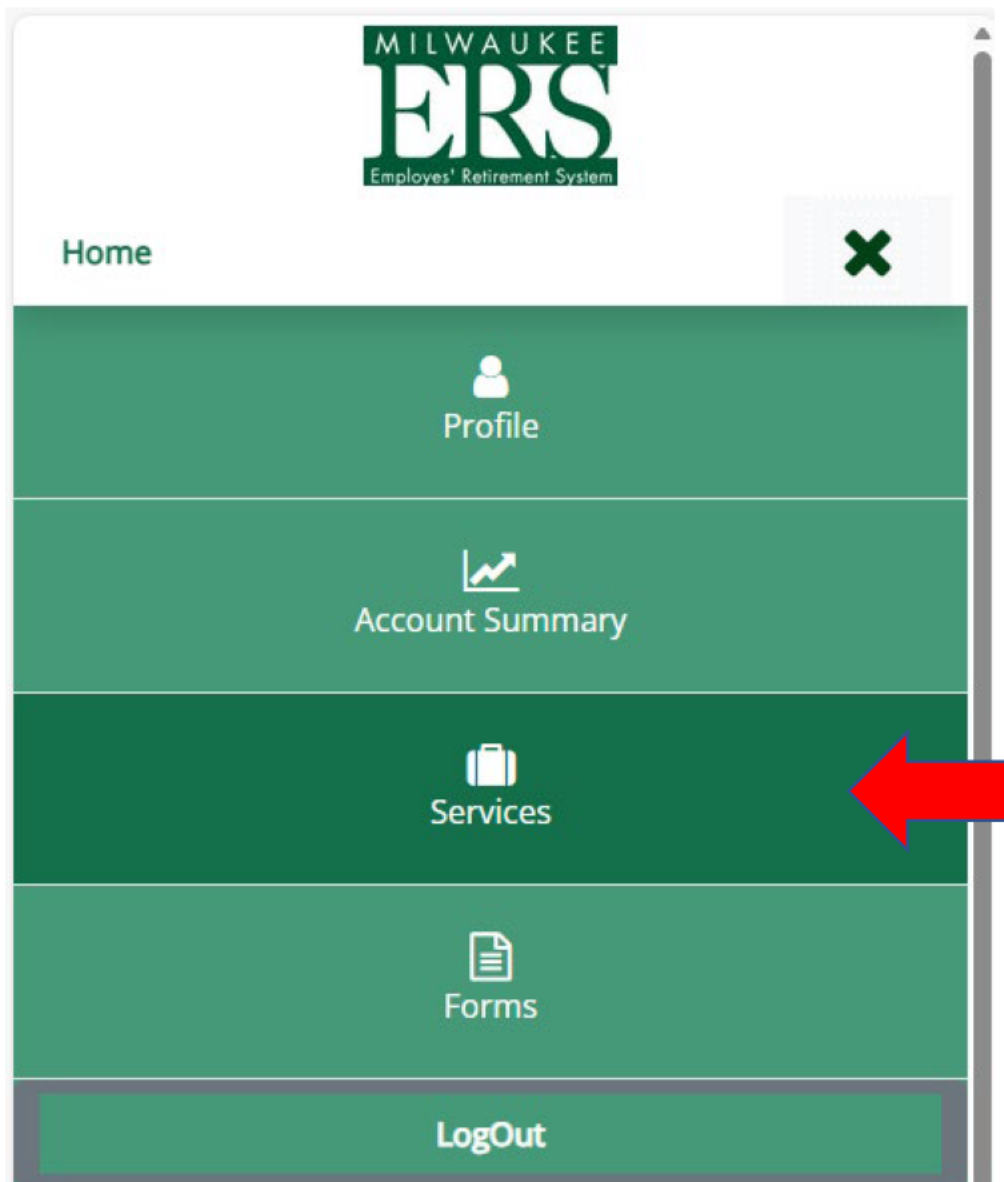 MILWAUKEE
ERS
Employes' Retirement System
Home
Profile
Account Summary
Services
Forms
LogOut